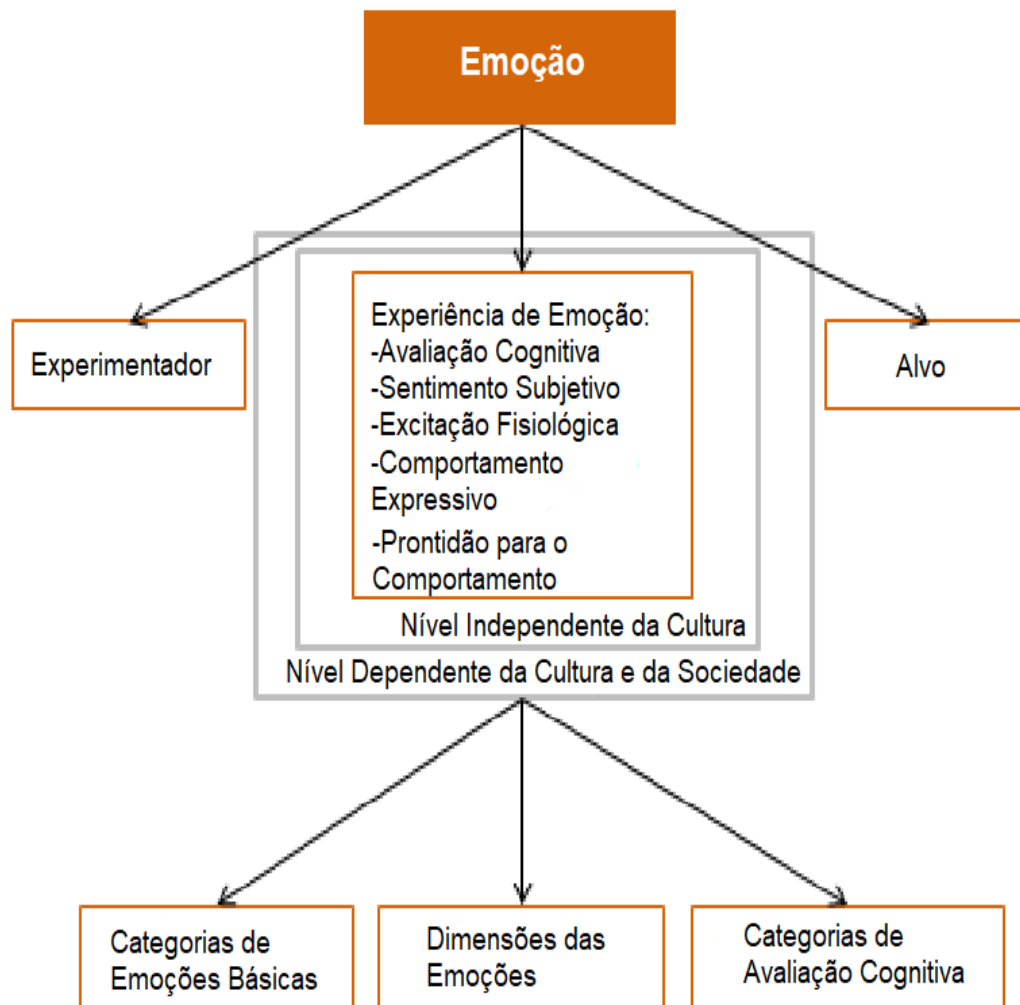 Emoção
Experimentador
Experiência de Emoção:
-Avaliação Cognitiva
-Sentimento Subjetivo
-Excitação Fisiológica
-Comportamento
Expressivo
-Prontidão para o
Comportamento
Alvo
Nível Independente da Cultura
Nível Dependente da Cultura e da Sociedade
Categorias de
Emoções Básicas
Dimensões das
Emoções
Categorias de
Avaliação Cognitiva